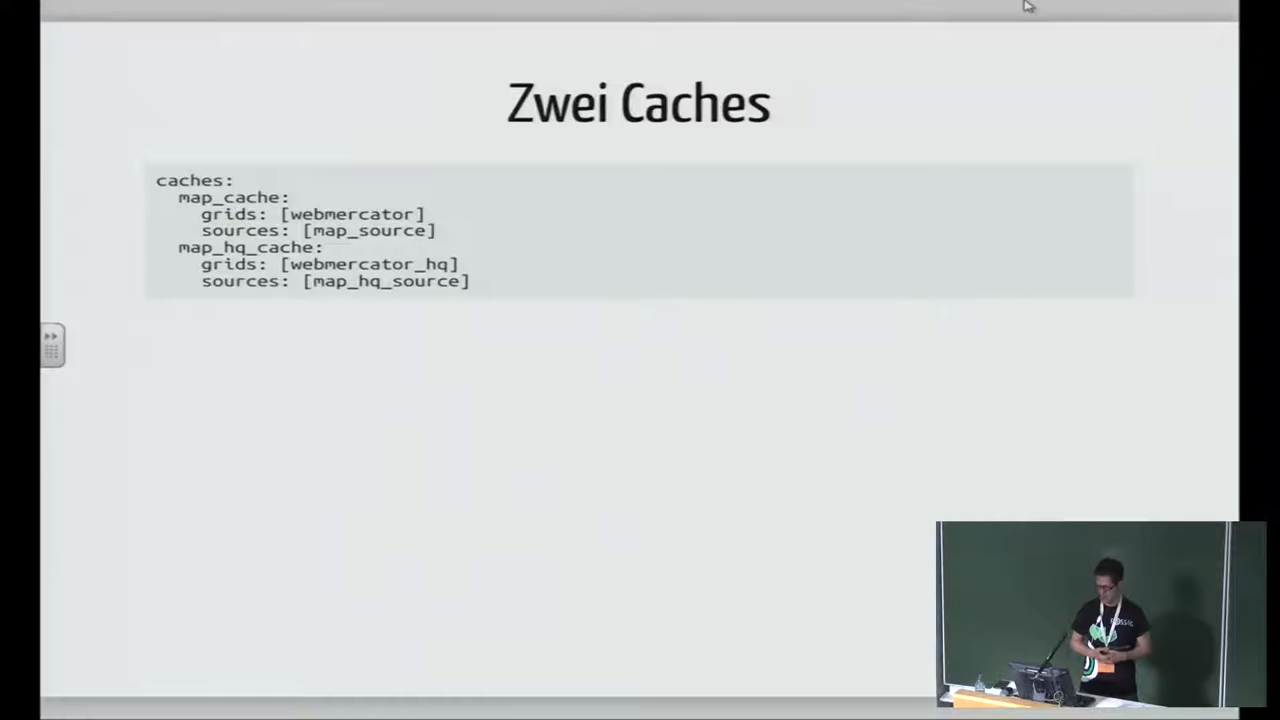 Zwei Caches
caches:
  map_cache:
    grids: [webmercator]
    sources: [map_source]
  map_hq_cache:
    grids: [webmercator_hq]
    sources: [map_hq_source]